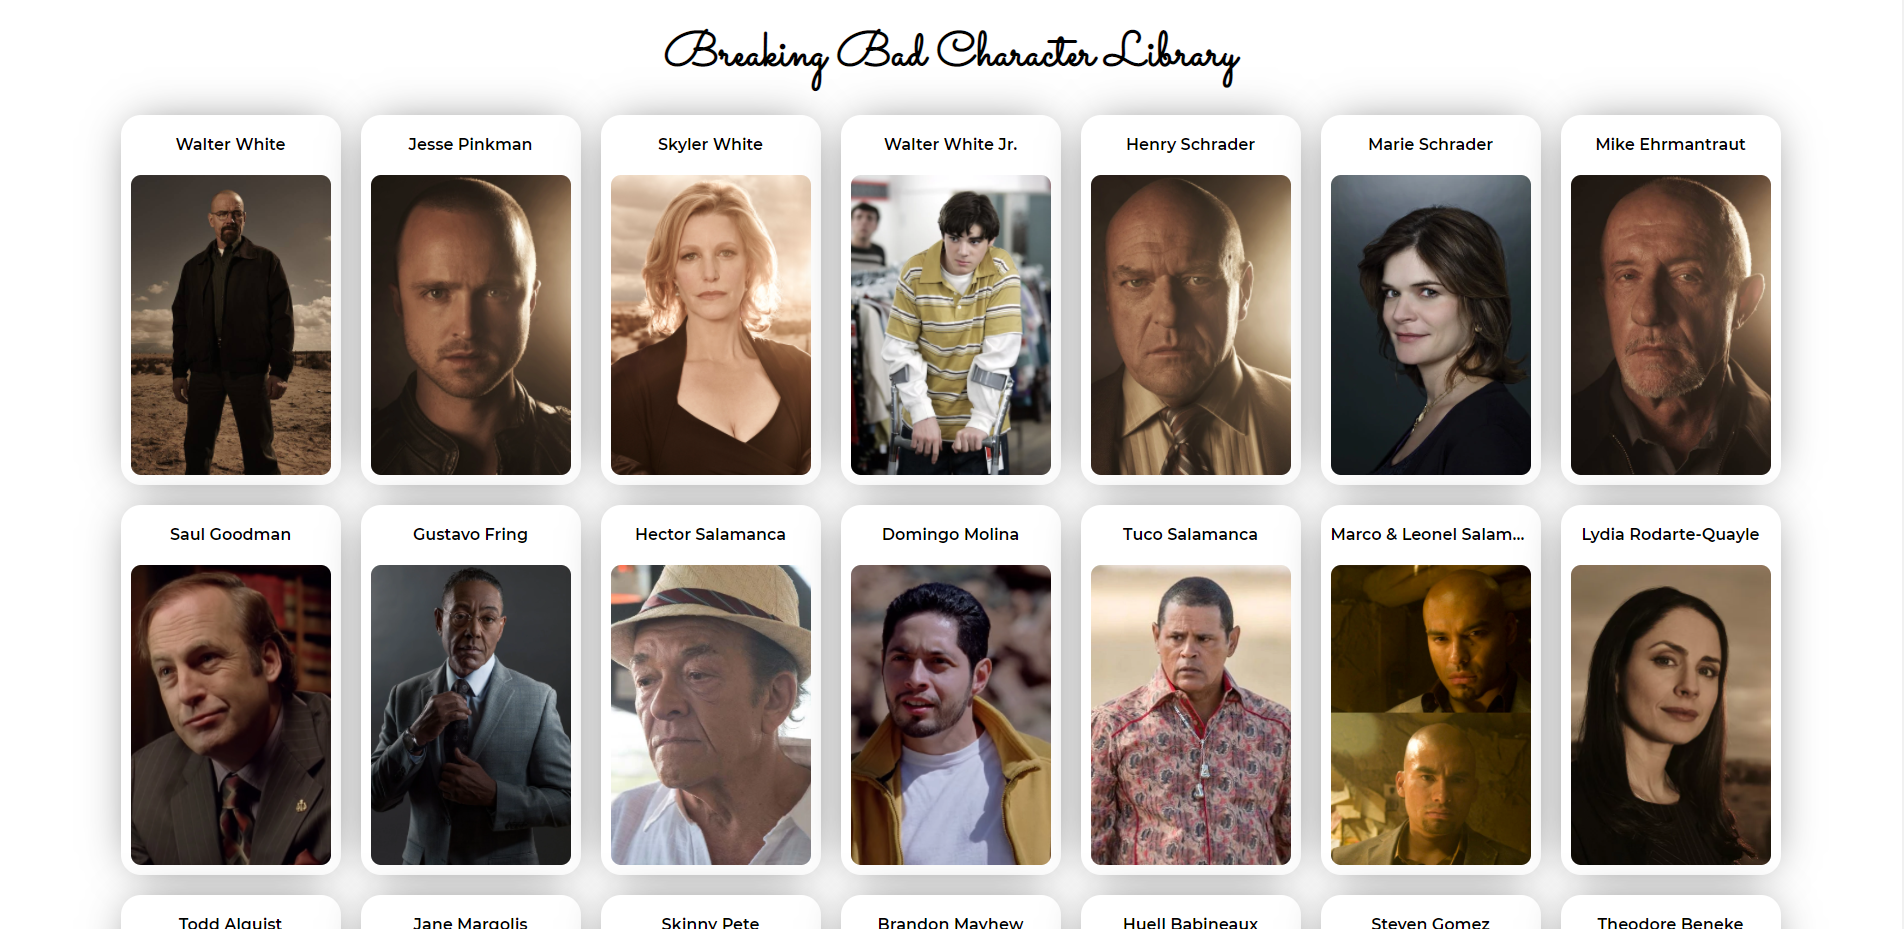 Breaking Bad Character Library
Walter White
Jesse Pinkman
Skyler White
Walter White Jr.
Henry Schrader
Marie Schrader
Mike Ehrmantraut
Saul Goodman
Gustavo Fring
Hector Salamanca
Domingo Molina
Tuco Salamanca
Marco & Leonel Salam...
Lydia Rodarte-Quayle
Todd Alquist
Jane Margolis
Skinny Pete
Brandon Mayhew
Huell Babineaux
Steven Gomez
Theodore Beneke